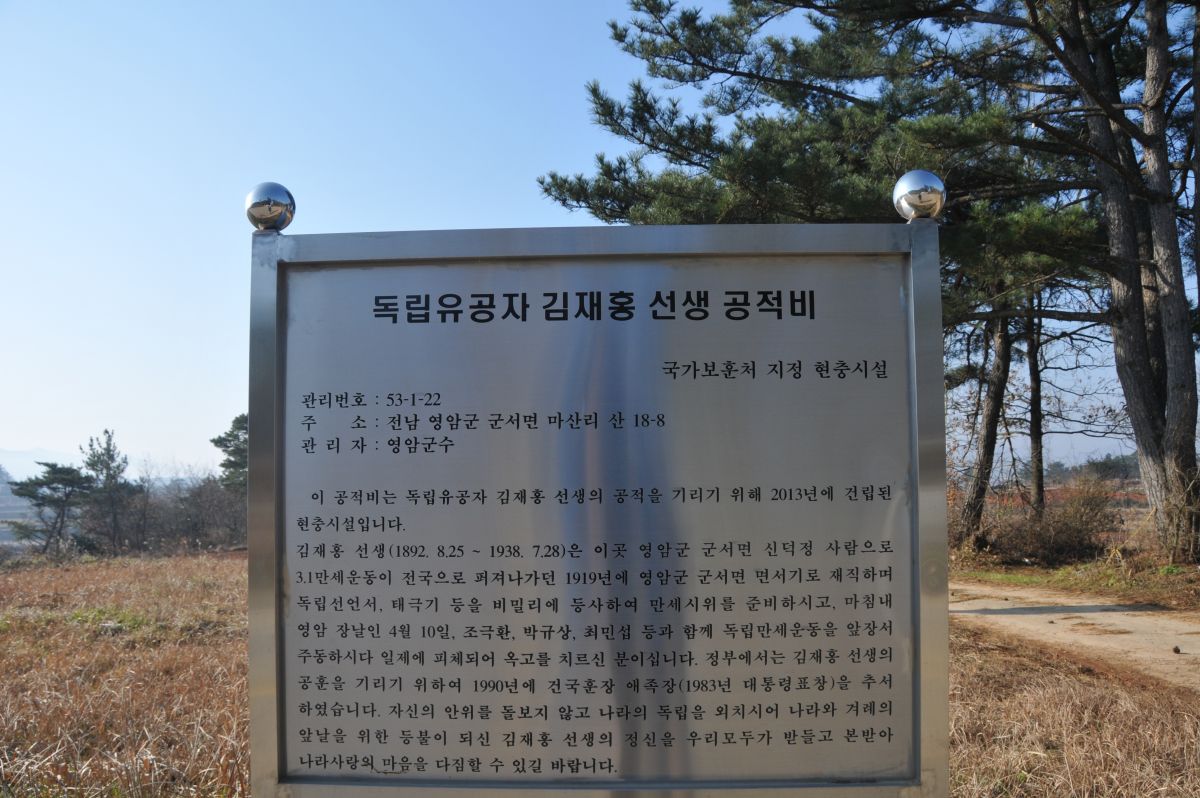 독립유공자 김재홍 선생 공적비
국가보훈처 지정 현충시설
관리번호 : 53-1-22
주 소 : 전남 영암군 군서면 마산리 산 18-8
관 리 자 : 영암군수
이 공적비는 독립유공자 김재홍 선생의 공적을 기리기 위해 2013년에 건립된
현충시설입니다.
김재홍 선생(1892. 8.25 ~ 1938. 7.28)은 이곳 영암군 군서면 신덕정 사람으로
3.1만세운동이 전국으로 퍼져나가던 1919년에 영암군 군서면 면서기로 재직하며
독립선언서, 태극기 등을 비밀리에 등사하여 만세시위를 준비하시고, 마침내
영암 장날인 4월 10일, 조극환, 박규상, 최민섭 등과 함께 독립만세운동을 앞장서
주동하시다 일제에 피체되어 옥고를 치르신 분이십니다. 정부에서는 김재홍 선생의
공훈을 기리기 위하여 1990년에 건국훈장 애족장(1983년 대통령표창)을 추서
하였습니다. 자신의 안위를 돌보지 않고 나라의 독립을 외치시어 나라와 겨레의
앞날을 위한 등불이 되신 김재홍 선생의 정신을 우리모두가 받들고 본받아
나라사랑의 마음을 다짐할 수 있길 바랍니다.